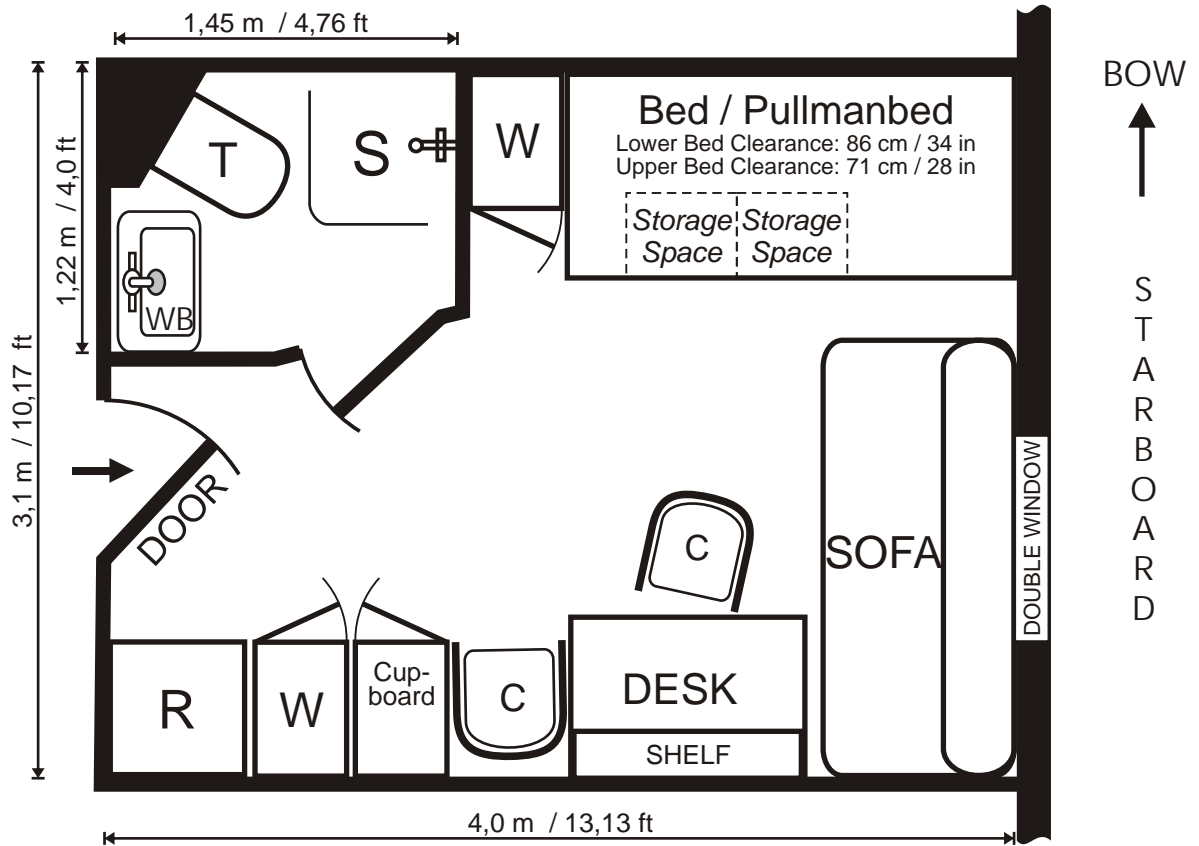 1,45 m / 4,76 ft
BOW
Bed / Pullmanbed
Lower Bed Clearance: 86 cm / 34 in
Upper Bed Clearance: 71 cm / 28 in
T
S
W
Storage Space
Storage Space
1,22 m / 4,0 ft
WB
STARBOARD
3,1 m / 10,17 ft
DOOR
C
SOFA
DOUBLE WINDOW
R
W
Cup-
board
C
DESK
SHELF
4,0 m / 13,13 ft